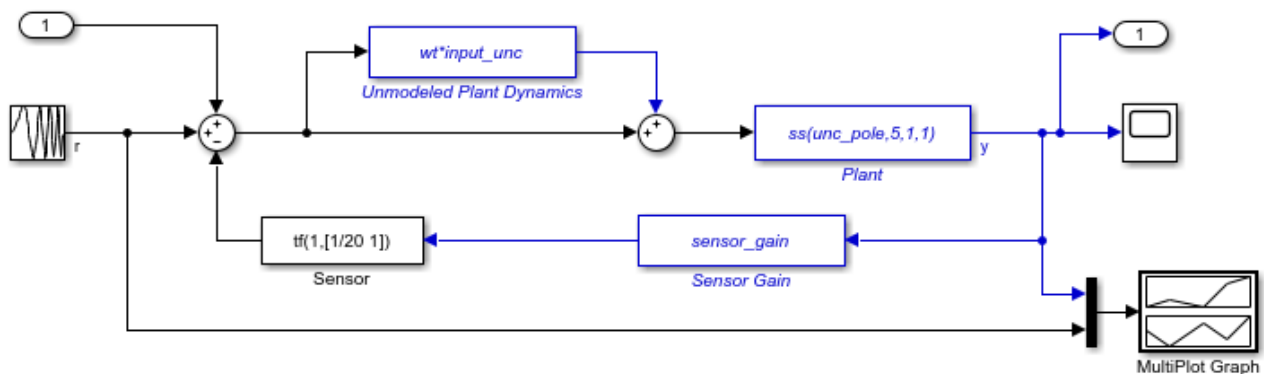 1
wt*input_unc
Unmodeled Plant Dynamics
1
r
ss(unc_pole,5,1,1)
y
Plant
tf(1,[1/20 1])
Sensor
sensor_gain
Sensor Gain
MultiPlot Graph